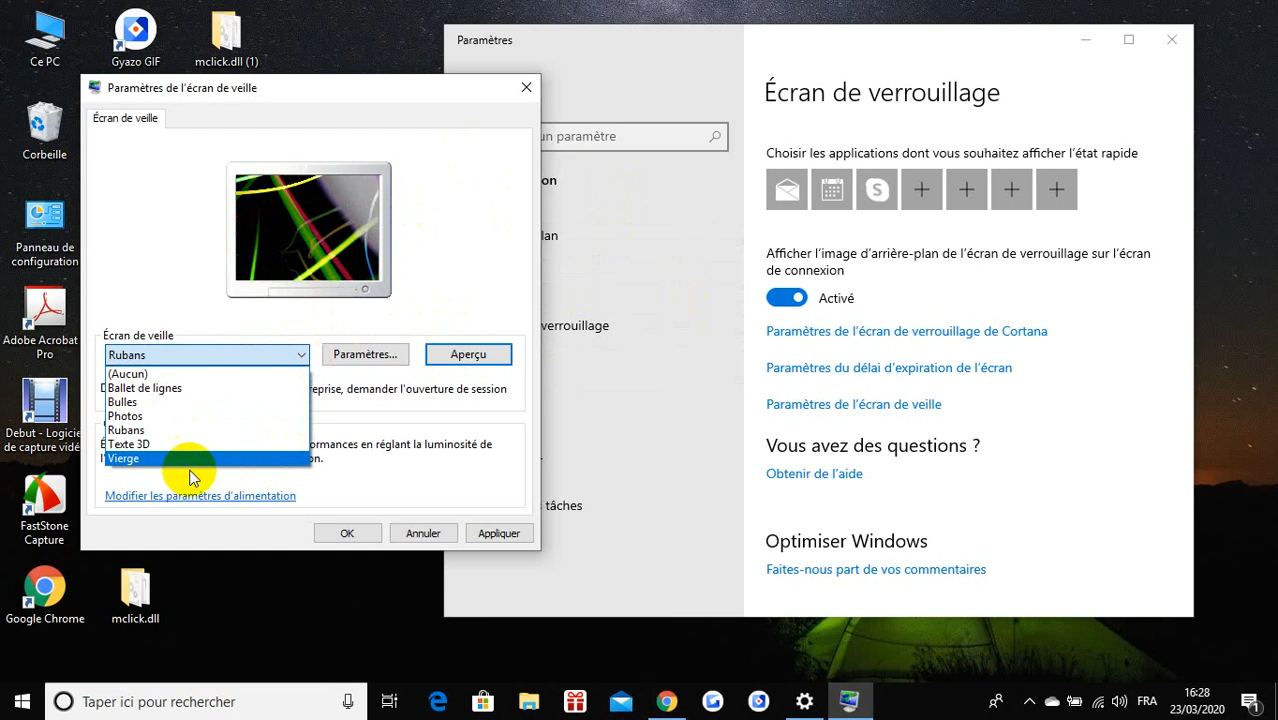 Ce PC
Gyazo GIF
mclick.dll (1)
Corbeille
Panneau de
configuration
Adobe Acrobat
Pro
Debut - Logicie
de capture vidé
FastStone
Capture
Google Chrome
mclick.dll
Paramètres de l'écran de veille
Écran de veille
Écran de veille
Rubans
Paramètres...
Aperçu
(Aucun)
Ballet de lignes
Bulles
Photos
Rubans
Texte 3D
Vierge
reprise, demander l'ouverture de session
formances en réglant la luminosité de
on.
Modifier les paramètres d'alimentation
OK
Annuler
Appliquer
Paramètres
un paramètre
on
lan
verrouillage
tâches
Écran de verrouillage
Choisir les applications dont vous souhaitez afficher l'état rapide
Afficher l'image d'arrière-plan de l'écran de verrouillage sur l'écran
de connexion
Activé
Paramètres de l'écran de verrouillage de Cortana
Paramètres du délai d'expiration de l'écran
Paramètres de l'écran de veille
Vous avez des questions ?
Obtenir de l'aide
Optimiser Windows
Faites-nous part de vos commentaires
Taper ici pour rechercher
FRA
16:28
23/03/2020